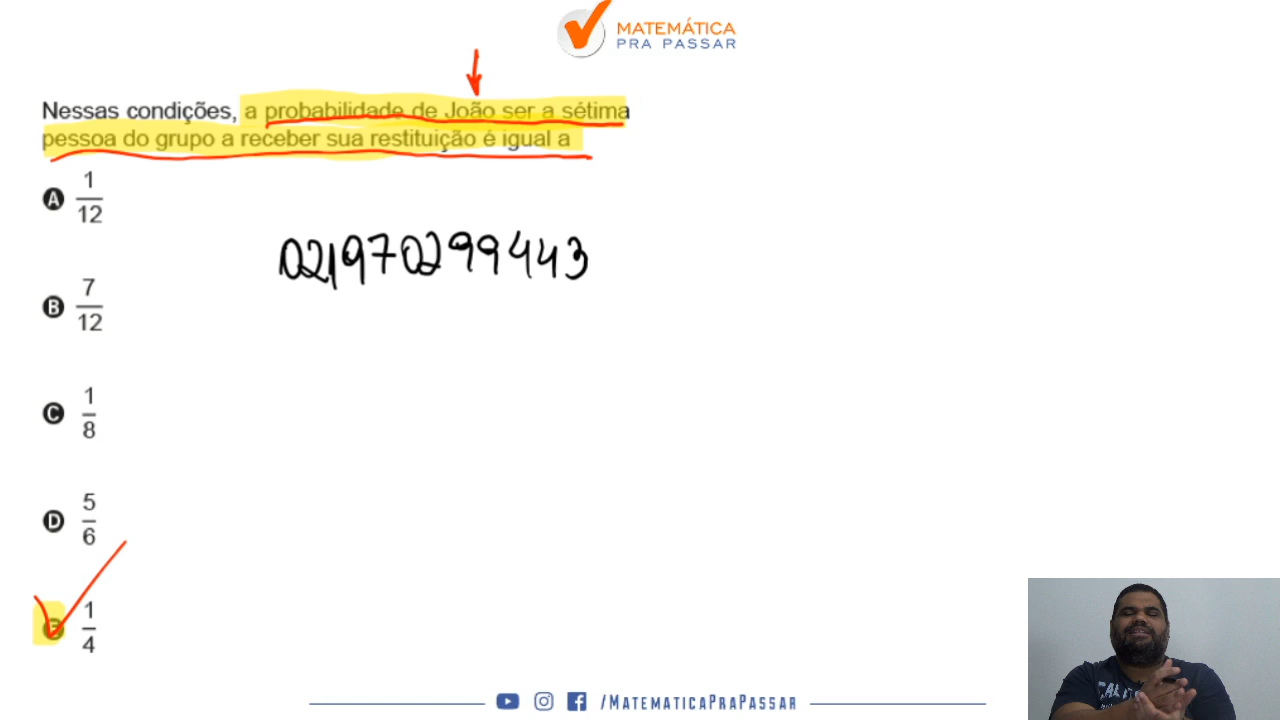 MATEMÁTICA
PRA PASSAR
Nessas condições, a probabilidade de João ser a sétima
pessoa do grupo a receber sua restituição é igual a
A 1/12
021970299443
B 7/12
C 1/8
D 5/6
E 1/4
/MATEMATICAPRAPASSAR